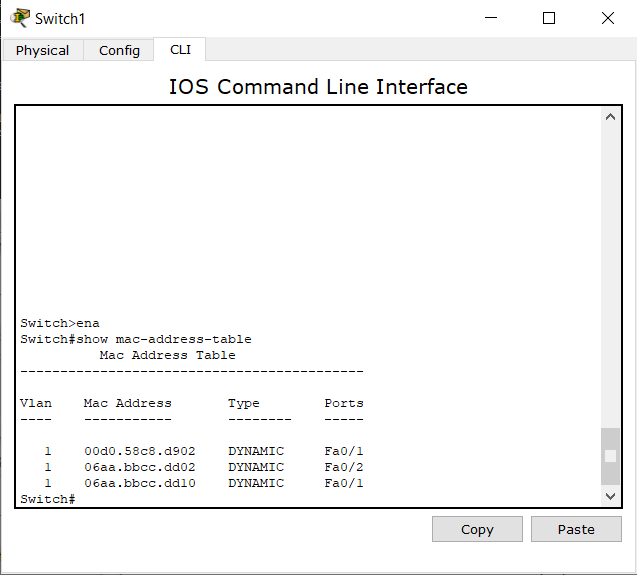 Switch1
Physical Config CLI
IOS Command Line Interface
Switch>ena
Switch#show mac-address-table
          Mac Address Table
-------------------------------------------

Vlan    Mac Address       Type        Ports
----    -----------       --------    -----

   1    00d0.58c8.d902    DYNAMIC     Fa0/1
   1    06aa.bbcc.dd02    DYNAMIC     Fa0/2
   1    06aa.bbcc.dd10    DYNAMIC     Fa0/1
Switch#
Copy Paste